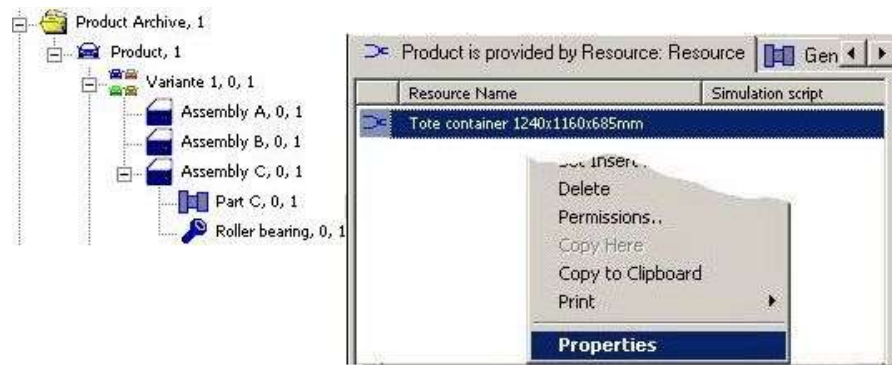 Product Archive, 1
Product, 1
Variante 1, 0, 1
Assembly A, 0, 1
Assembly B, 0, 1
Assembly C, 0, 1
Part C, 0, 1
Roller bearing, 0, 1
Product is provided by Resource: Resource
Gen
Resource Name
Simulation script
Tote container 1240x1160x685mm
Insert
Delete
Permissions..
Copy Here
Copy to Clipboard
Print
Properties